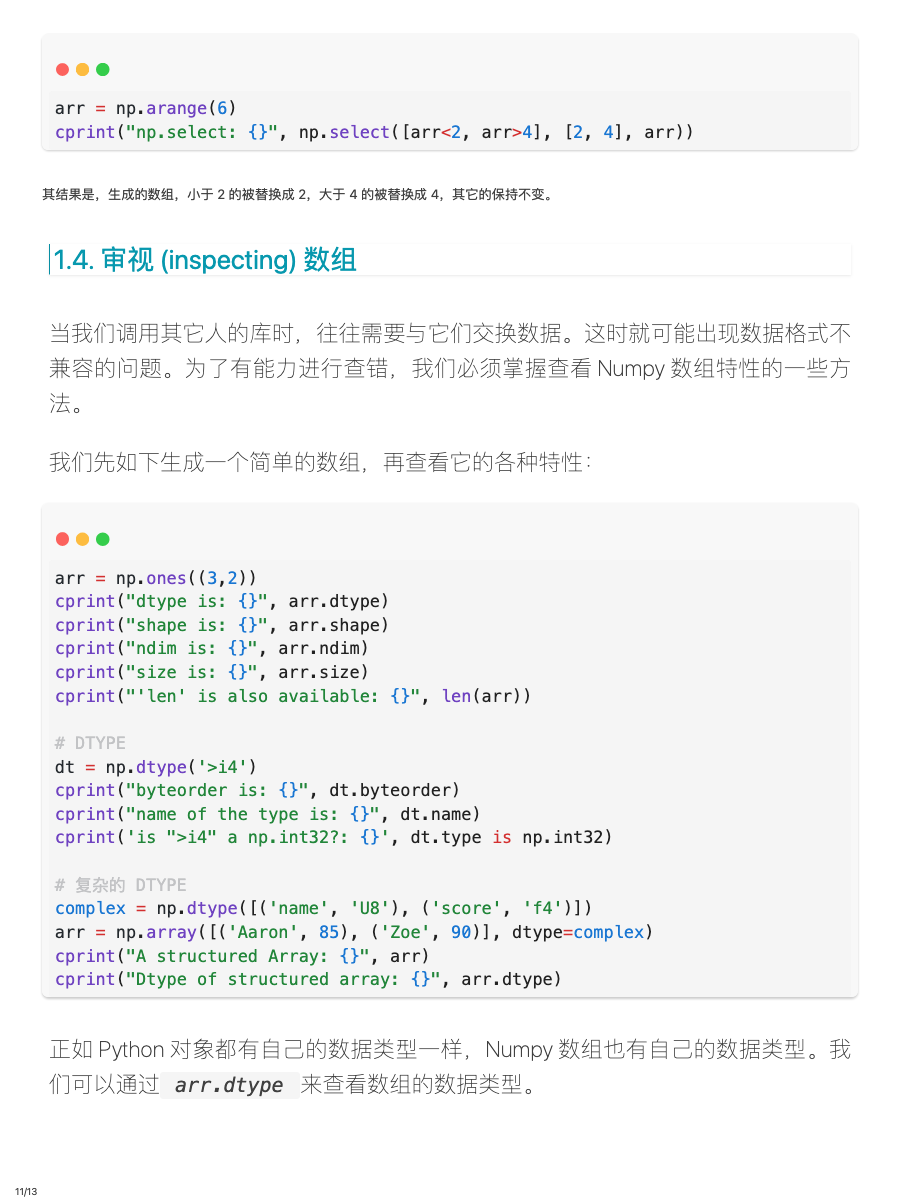 arr = np.arange(6)
cprint("np.select: {}", np.select([arr<2, arr>4], [2, 4], arr))
其结果是，生成的数组，小于 2 的被替换成 2，大于 4 的被替换成 4，其它的保持不变。
1.4. 审视 (inspecting) 数组
当我们调用其它人的库时，往往需要与它们交换数据。这时就可能出现数据格式不
兼容的问题。为了有能力进行查错，我们必须掌握查看 Numpy 数组特性的一些方
法。
我们先如下生成一个简单的数组，再查看它的各种特性：
arr = np.ones((3,2))
cprint("dtype is: {}", arr.dtype)
cprint("shape is: {}", arr.shape)
cprint("ndim is: {}", arr.ndim)
cprint("size is: {}", arr.size)
cprint("'len' is also available: {}", len(arr))
# DTYPE
dt = np.dtype('>i4')
cprint("byteorder is: {}", dt.byteorder)
cprint("name of the type is: {}", dt.name)
cprint('is ">i4" a np.int32?: {}', dt.type is np.int32)
# 复杂的 DTYPE
complex = np.dtype([('name', 'U8'), ('score', 'f4')])
arr = np.array([('Aaron', 85), ('Zoe', 90)], dtype=complex)
cprint("A structured Array: {}", arr)
cprint("Dtype of structured array: {}", arr.dtype)
正如 Python 对象都有自己的数据类型一样，Numpy 数组也有自己的数据类型。我
们可以通过 arr.dtype 来查看数组的数据类型。
11/13